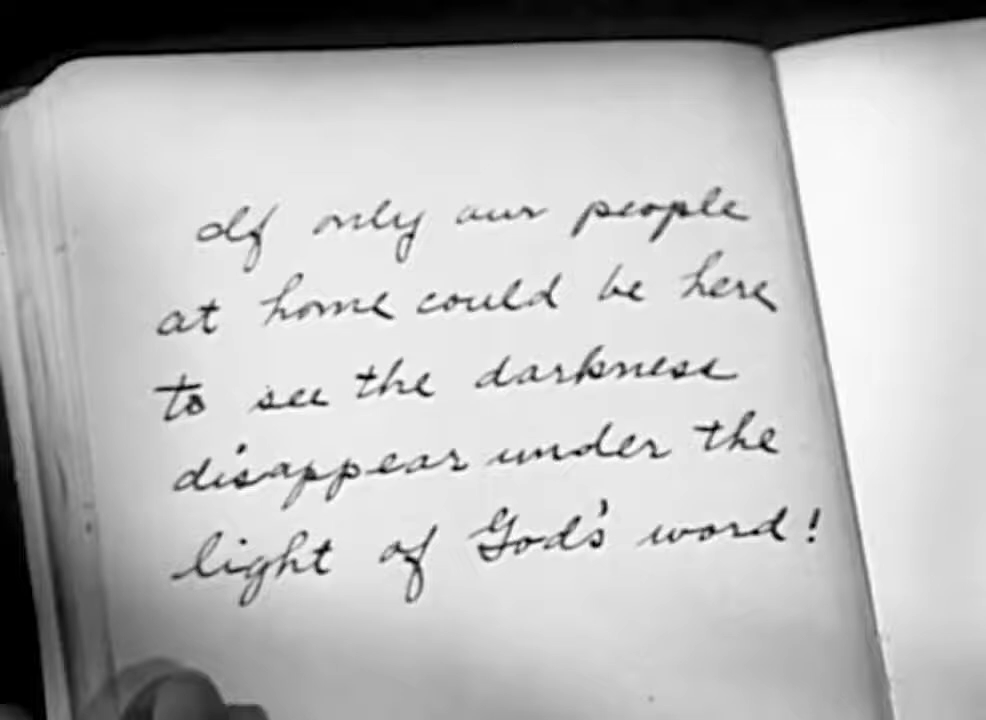 If only our people
at home could be here
to see the darkness
disappear under the
light of God's word!